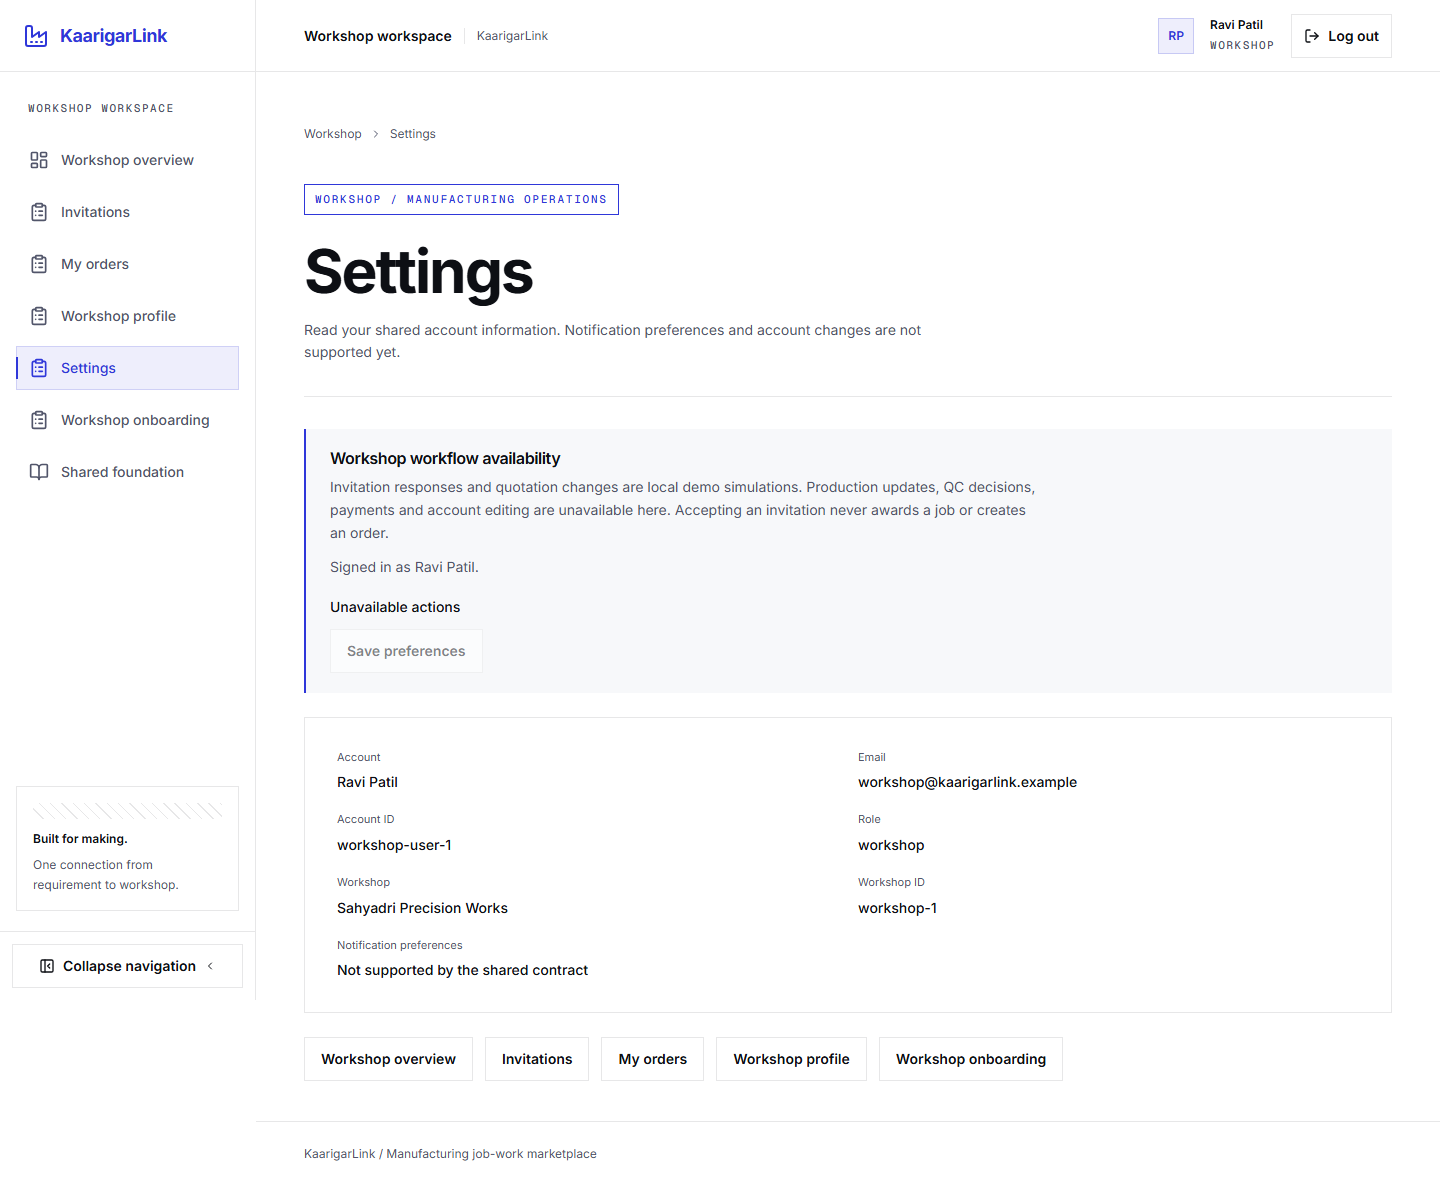 KaarigarLink
Workshop workspace
KaarigarLink
RP
Ravi Patil
WORKSHOP
Log out
WORKSHOP WORKSPACE
Workshop overview
Invitations
My orders
Workshop profile
Settings
Workshop onboarding
Shared foundation
Built for making.
One connection from
requirement to workshop.
Collapse navigation
Workshop
Settings
WORKSHOP / MANUFACTURING OPERATIONS
Settings
Read your shared account information. Notification preferences and account changes are not
supported yet.
Workshop workflow availability
Invitation responses and quotation changes are local demo simulations. Production updates, QC decisions,
payments and account editing are unavailable here. Accepting an invitation never awards a job or creates
an order.
Signed in as Ravi Patil.
Unavailable actions
Save preferences
Account
Ravi Patil
Email
workshop@kaarigarlink.example
Account ID
workshop-user-1
Role
workshop
Workshop
Sahyadri Precision Works
Workshop ID
workshop-1
Notification preferences
Not supported by the shared contract
Workshop overview
Invitations
My orders
Workshop profile
Workshop onboarding
KaarigarLink / Manufacturing job-work marketplace